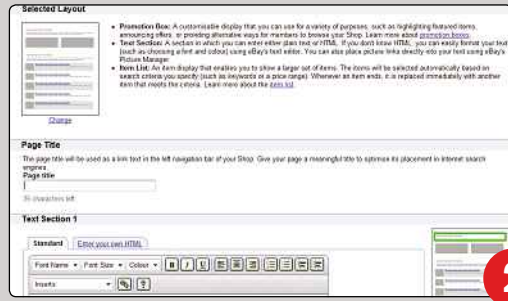 Selected Layout
• Promotion Box: A customisable display that you can use for a variety of purposes, such as highlighting featured items,
announcing offers, or providing alternative ways for members to browse your Shop. Learn more about promotion boxes.
• Text Section: A section in which you can enter either plain text or HTML. If you don't know HTML, you can easily format your text
(such as choosing a font and colour) using eBay's text editor. You can also place picture links directly into your text using eBay's
Picture Manager.
• Item List: An item display that enables you to show a larger set of items. The items will be selected automatically based on
search criteria you specify (such as keywords or a price range). Whenever an item ends, it is replaced immediately with another
item that meets the criteria. Learn more about the item list.
Change
Page Title
The page title will be used as a link text in the left navigation bar of your Shop. Give your page a meaningful title to optimise its placement in internet search
engines.
Page title
characters left
Text Section 1
Standard Enter your own HTML
Font Name Font Size Colour B I U
Inserts ?